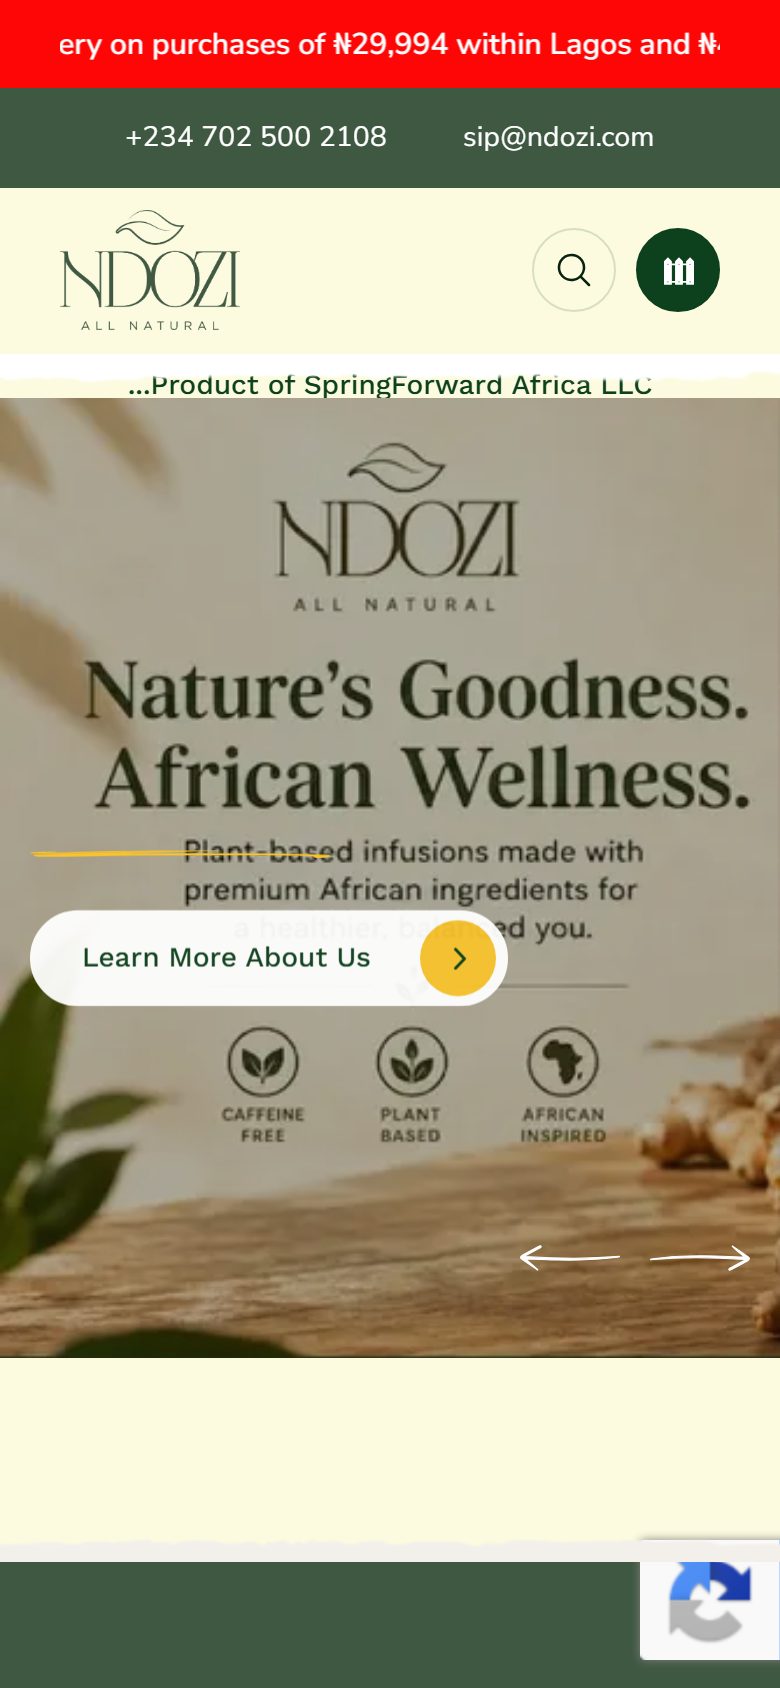 ery on purchases of ₦29,994 within Lagos and ₦
+234 702 500 2108 sip@ndozi.com
NDOZI
ALL NATURAL
...Product of SpringForward Africa LLC
NDOZI
ALL NATURAL
Nature's Goodness.
African Wellness.
Plant-based infusions made with
premium African ingredients for
a healthier, balanced you.
Learn More About Us
CAFFEINE FREE
PLANT BASED
AFRICAN INSPIRED